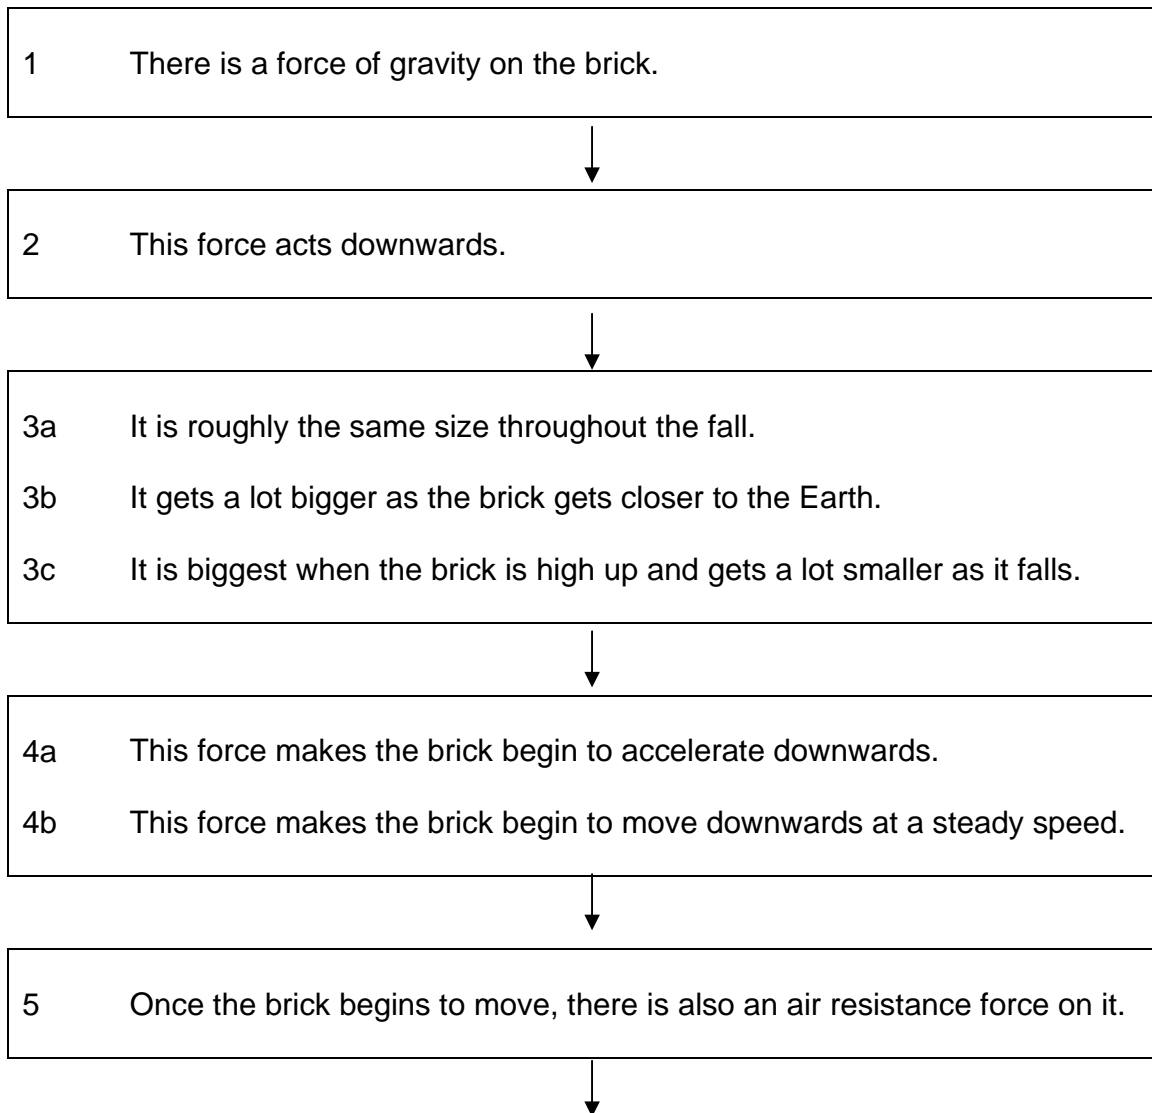 1 There is a force of gravity on the brick.
2 This force acts downwards.
3a It is roughly the same size throughout the fall.
3b It gets a lot bigger as the brick gets closer to the Earth.
3c It is biggest when the brick is high up and gets a lot smaller as it falls.
4a This force makes the brick begin to accelerate downwards.
4b This force makes the brick begin to move downwards at a steady speed.
5 Once the brick begins to move, there is also an air resistance force on it.